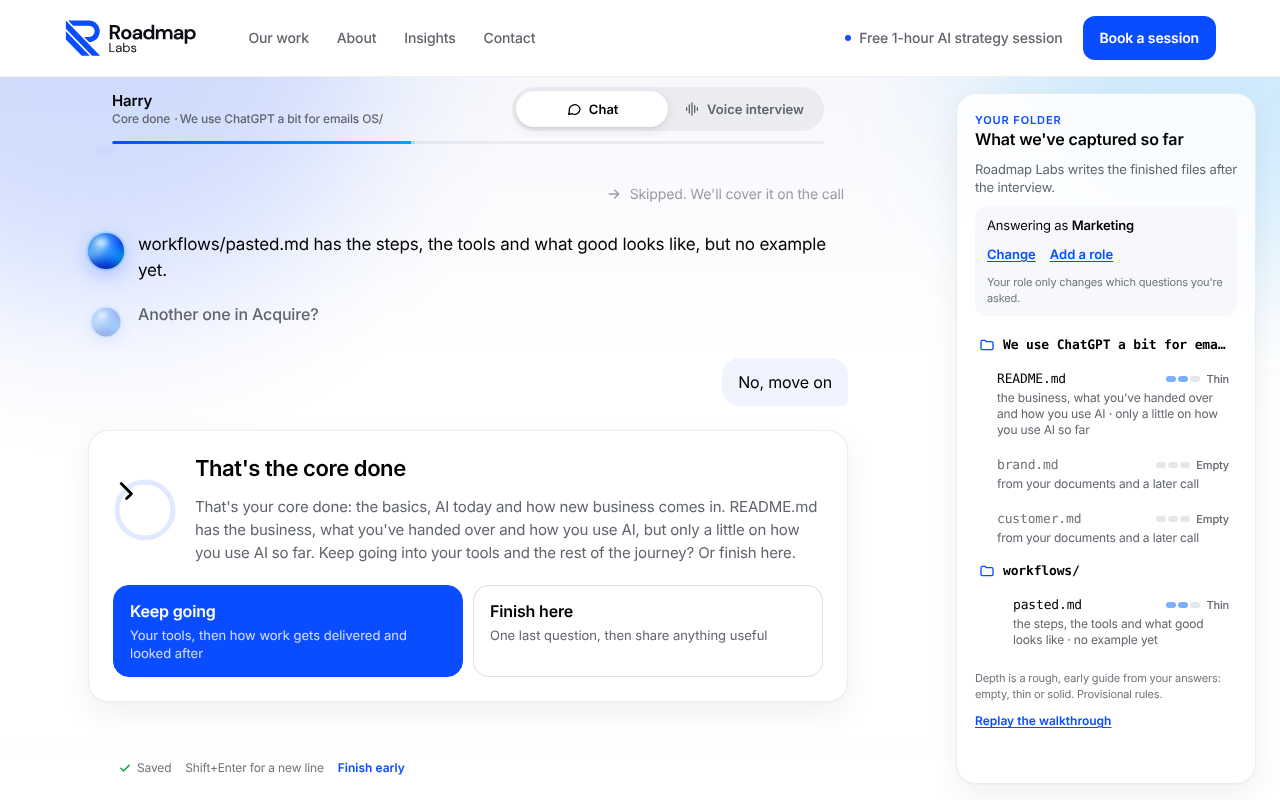 Roadmap
Labs
Our work
About
Insights
Contact
Free 1-hour AI strategy session
Book a session
Harry
Core done · We use ChatGPT a bit for emails OS/
Chat
Voice interview
→ Skipped. We'll cover it on the call
workflows/pasted.md has the steps, the tools and what good looks like, but no example
yet.
Another one in Acquire?
No, move on
That's the core done
That's your core done: the basics, AI today and how new business comes in. README.md
has the business, what you've handed over and how you use AI, but only a little on how
you use AI so far. Keep going into your tools and the rest of the journey? Or finish here.
Keep going
Your tools, then how work gets delivered and
looked after
Finish here
One last question, then share anything useful
Saved
Shift+Enter for a new line
Finish early
YOUR FOLDER
What we've captured so far
Roadmap Labs writes the finished files after
the interview.
Answering as Marketing
Change
Add a role
Your role only changes which questions you're
asked.
We use ChatGPT a bit for ema…
README.md
Thin
the business, what you've handed over
and how you use AI · only a little on how
you use AI so far
brand.md
Empty
from your documents and a later call
customer.md
Empty
from your documents and a later call
workflows/
pasted.md
Thin
the steps, the tools and what good
looks like · no example yet
Depth is a rough, early guide from your answers:
empty, thin or solid. Provisional rules.
Replay the walkthrough